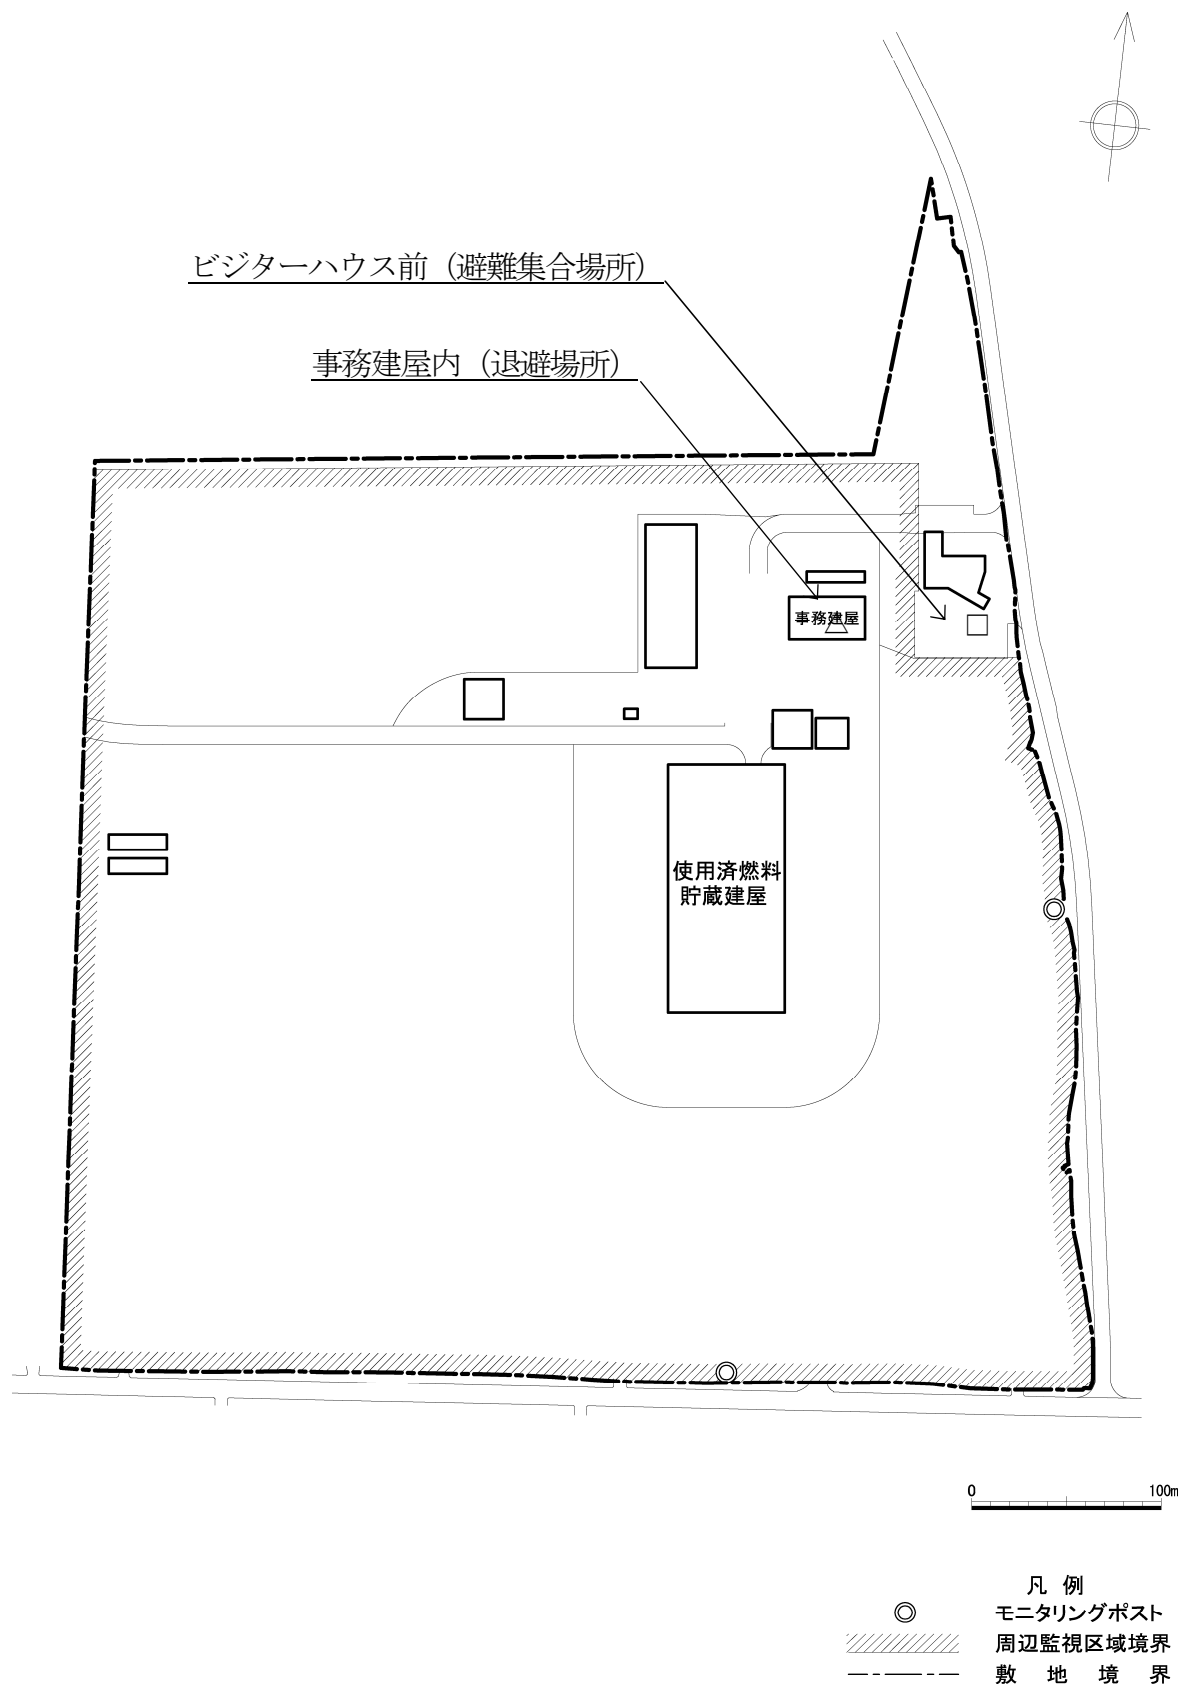 ビジターハウス前（避難集合場所）
事務建屋内（退避場所）
事務建屋
使用済燃料
貯蔵建屋
0 100m
凡 例
モニタリングポスト
周辺監視区域境界
敷 地 境 界